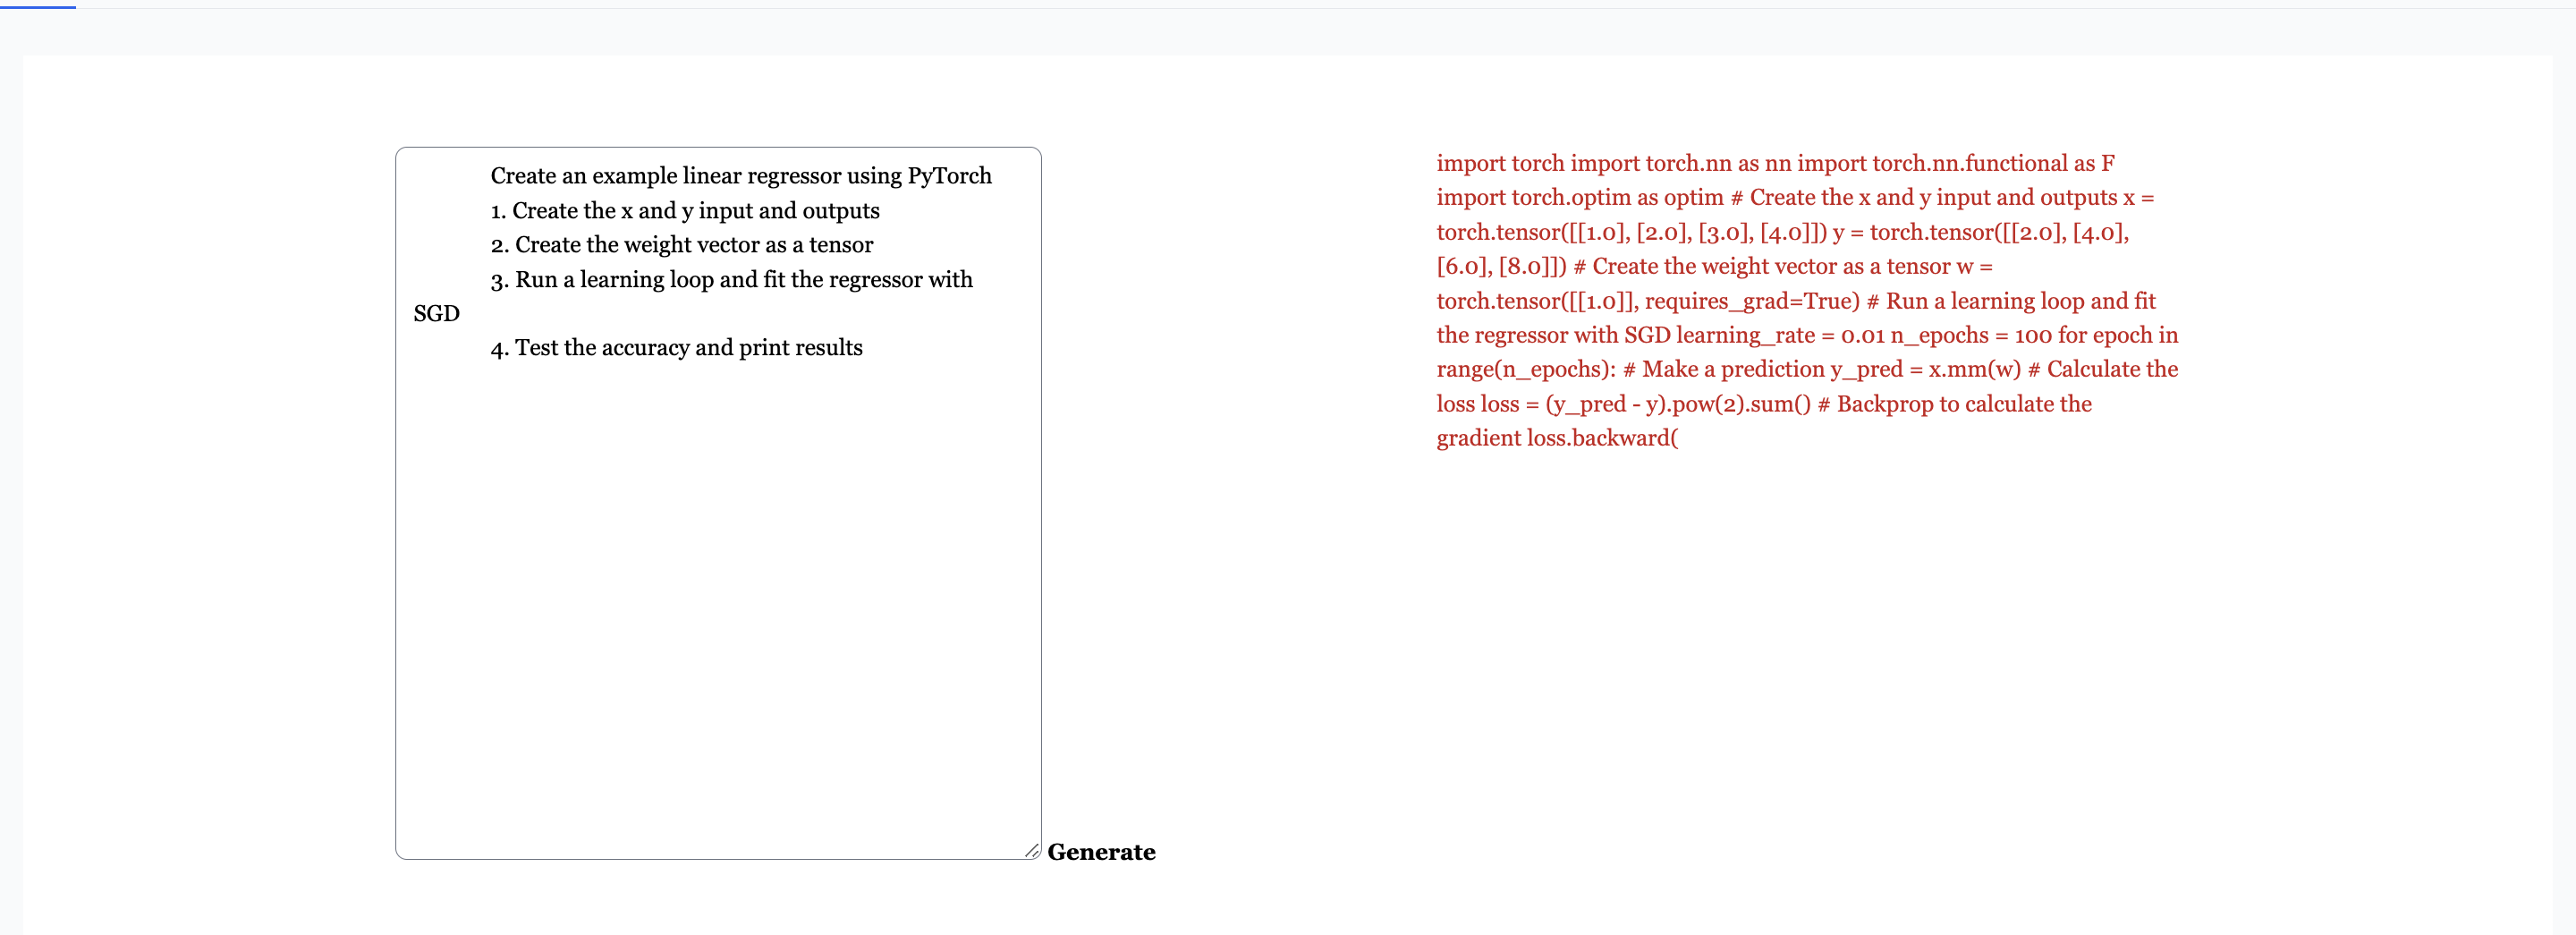 Create an example linear regressor using PyTorch
1. Create the x and y input and outputs
2. Create the weight vector as a tensor
3. Run a learning loop and fit the regressor with
SGD
4. Test the accuracy and print results
Generate
import torch import torch.nn as nn import torch.nn.functional as F
import torch.optim as optim # Create the x and y input and outputs x =
torch.tensor([[1.0], [2.0], [3.0], [4.0]]) y = torch.tensor([[2.0], [4.0],
[6.0], [8.0]]) # Create the weight vector as a tensor w =
torch.tensor([[1.0]], requires_grad=True) # Run a learning loop and fit
the regressor with SGD learning_rate = 0.01 n_epochs = 100 for epoch in
range(n_epochs): # Make a prediction y_pred = x.mm(w) # Calculate the
loss loss = (y_pred - y).pow(2).sum() # Backprop to calculate the
gradient loss.backward(